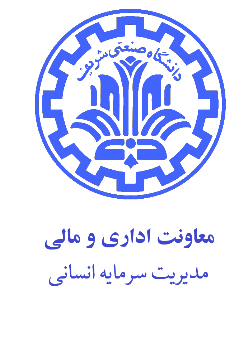 دانشگاه صنعتی شریف
معاونت اداری و مالی
مدیریت سرمایه انسانی